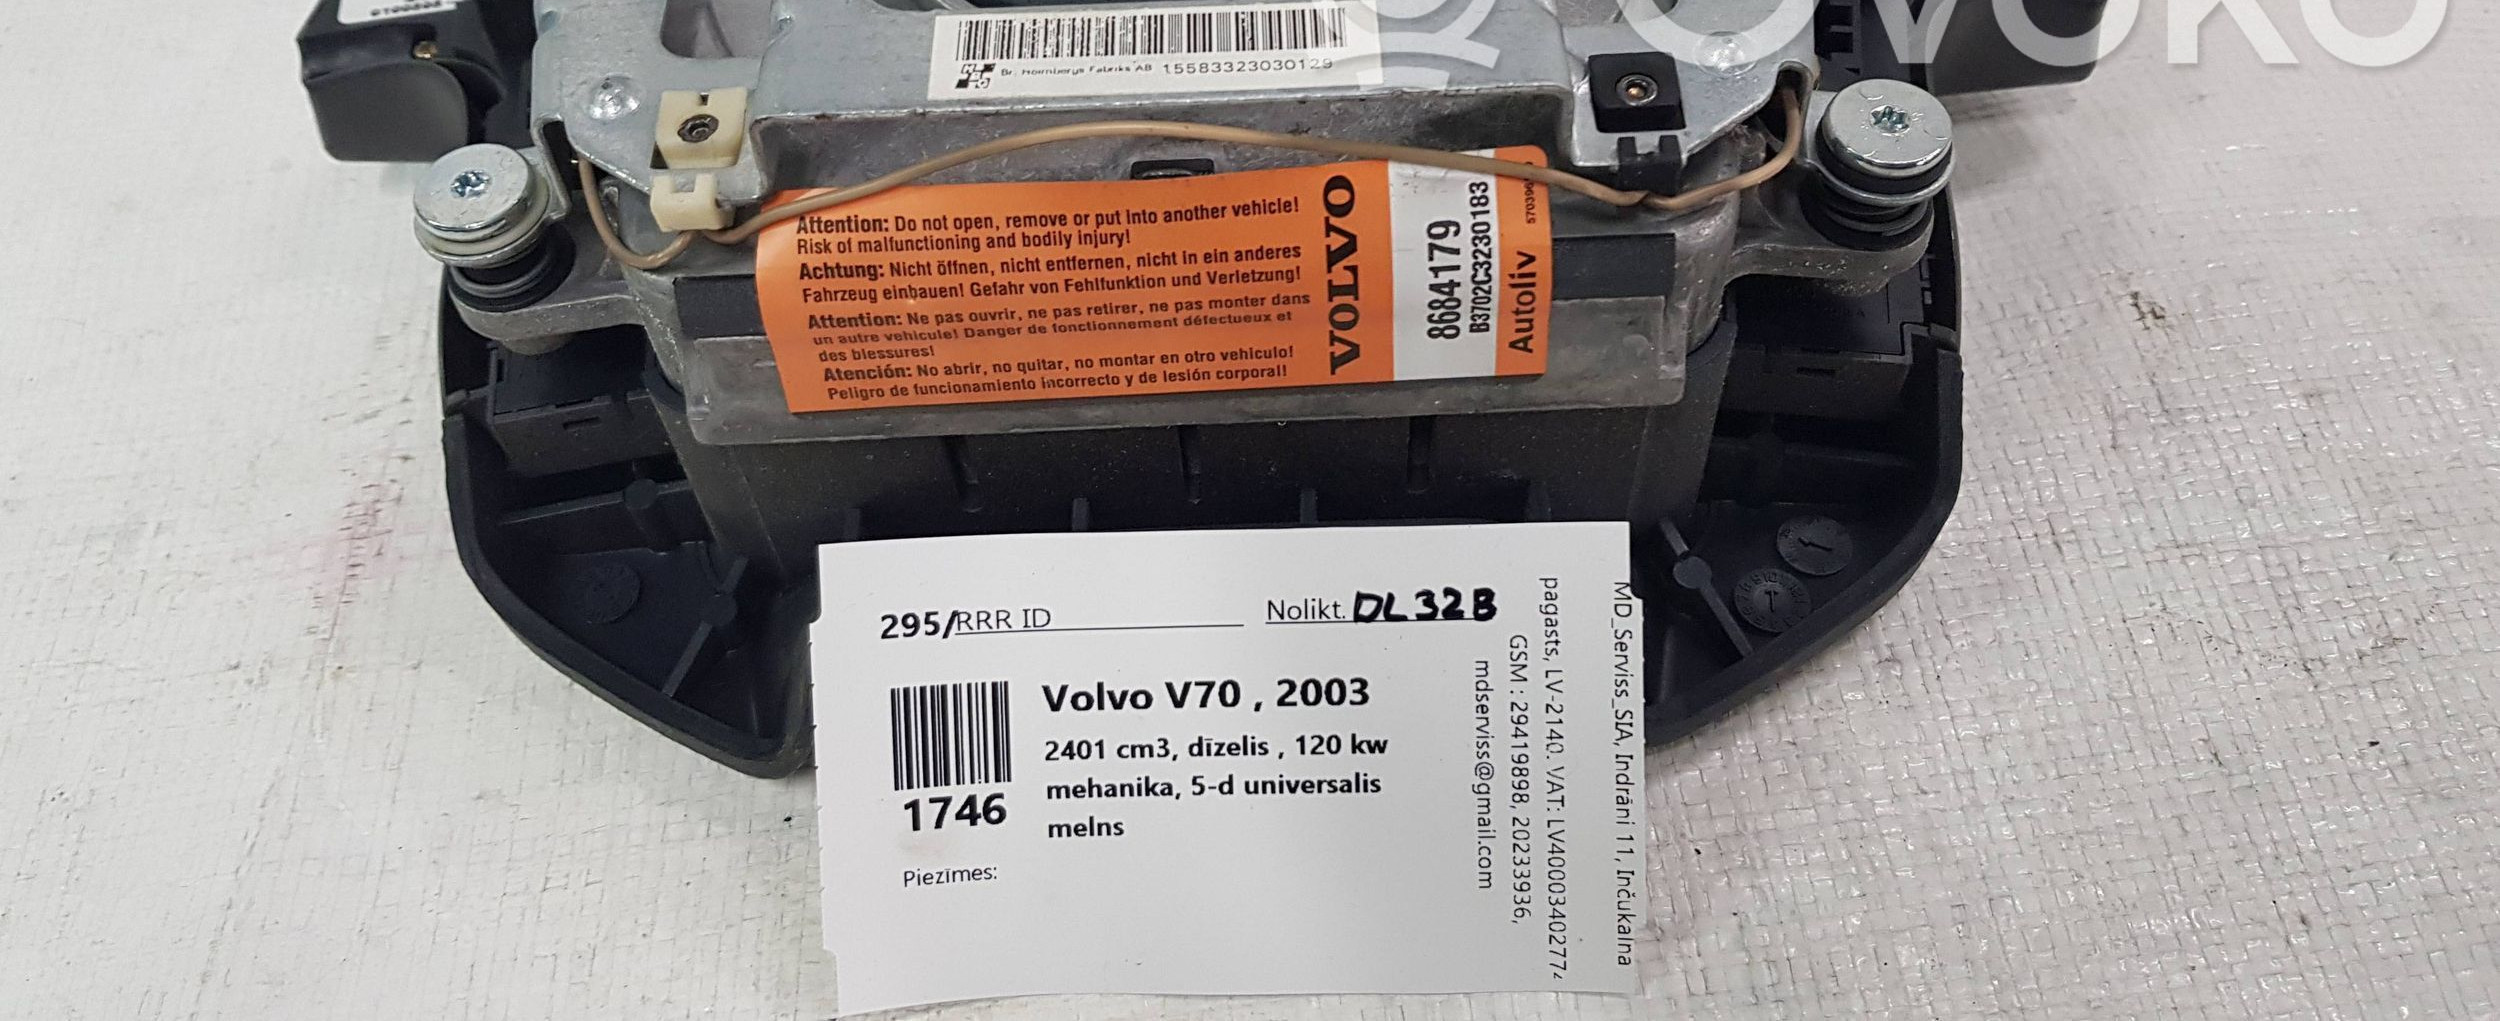 OVOKO
Br. Holmbergs Fabriks AB 15583323030129
Attention: Do not open, remove or put into another vehicle!
Risk of malfunctioning and bodily injury!
Achtung: Nicht öffnen, nicht entfernen, nicht in ein anderes
Fahrzeug einbauen! Gefahr von Fehlfunktion und Verletzung!
Attention: Ne pas ouvrir, ne pas retirer, ne pas monter dans
un autre vehicule! Danger de fonctionnement défectueux et
des blessures!
Atención: No abrir, no quitar, no montar en otro vehiculo!
Peligro de funcionamiento incorrecto y de lesión corporal!
VOLVO
8684179
B3702C3230183
Autoliv
295/RRR ID
Nolikt. DL32B
Volvo V70 , 2003
2401 cm3, dīzelis , 120 kw
mehanika, 5-d universalis
melns
1746
Piezīmes:
MD_Serviss_SIA, Indrāni 11, Inčukalna
pagasts, LV-2140. VAT: LV4000340277
GSM : 29419898, 20233936,
mdserviss@gmail.com